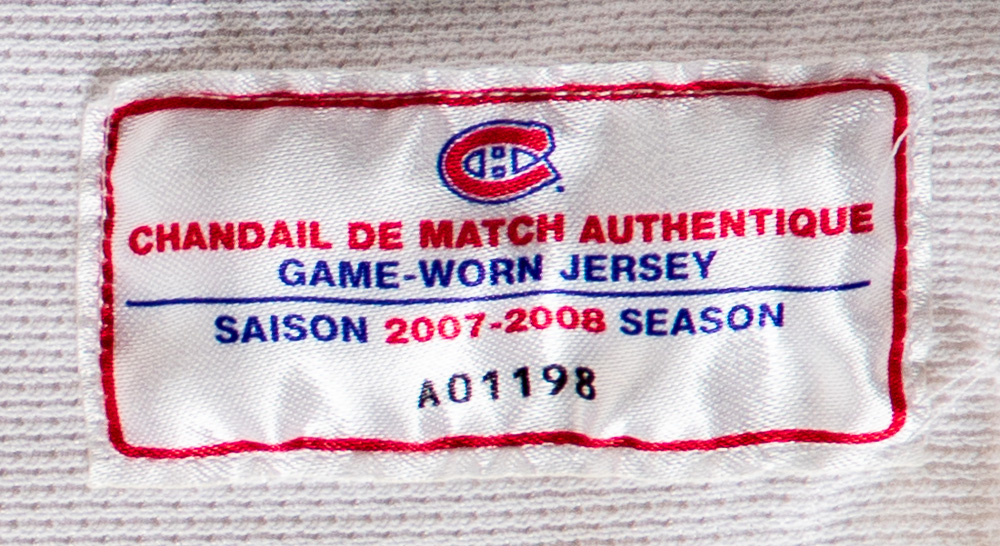 CHANDAIL DE MATCH AUTHENTIQUE
GAME-WORN JERSEY
SAISON 2007-2008 SEASON
A01198